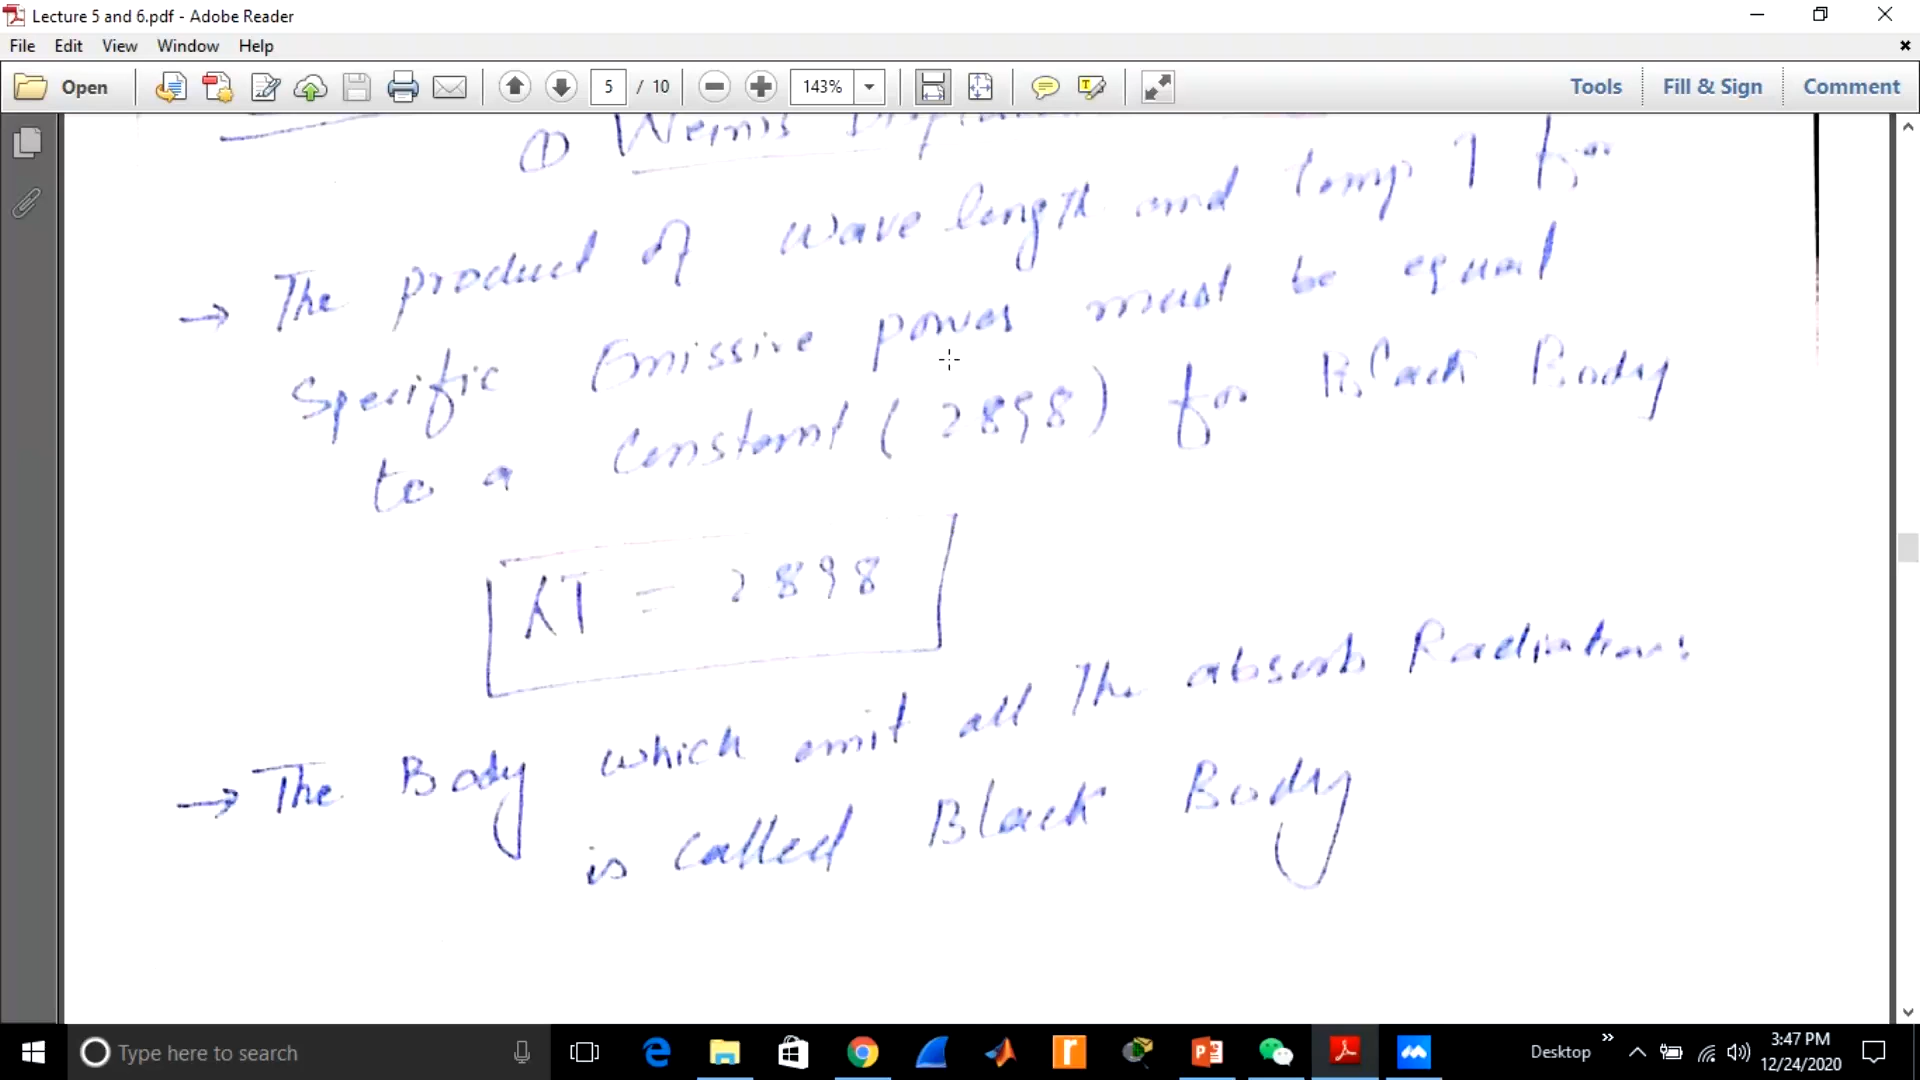 Lecture 5 and 6.pdf - Adobe Reader
File Edit View Window Help
Open 5 / 10 143% Tools Fill & Sign Comment
①
→ The product of wave length and temp T for
Specific Emissive power must be equal
to a Constant (2898) for Black Body
λT = 2898
→ The Body which emit all The absorb Radiations
is called Black Body
Type here to search
Desktop
3:47 PM
12/24/2020